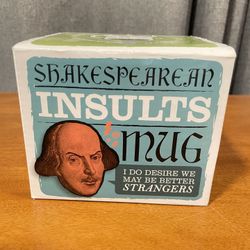 SHAKESPEAREAN
INSULTS
MUG
I DO DESIRE WE
MAY BE BETTER
STRANGERS